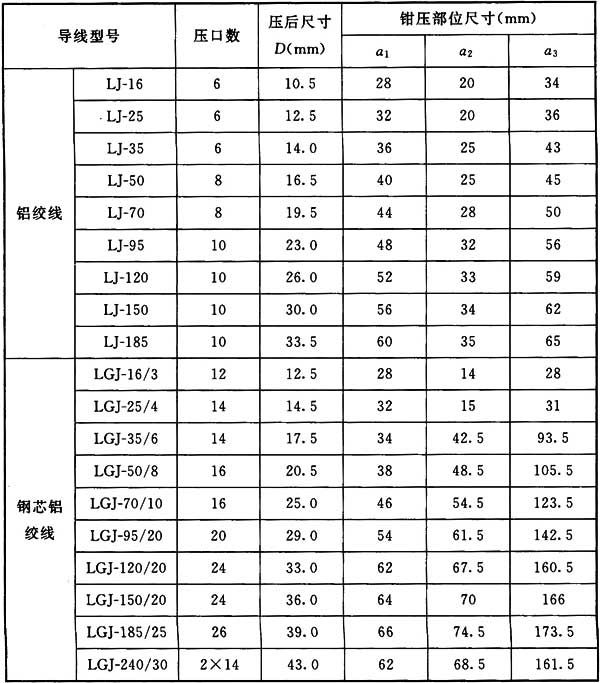 导线型号 压口数 压后尺寸 D(mm) 钳压部位尺寸(mm)
a1 a2 a3
铝绞线
LJ-16 6 10.5 28 20 34
LJ-25 6 12.5 32 20 36
LJ-35 6 14.0 36 25 43
LJ-50 8 16.5 40 25 45
LJ-70 8 19.5 44 28 50
LJ-95 10 23.0 48 32 56
LJ-120 10 26.0 52 33 59
LJ-150 10 30.0 56 34 62
LJ-185 10 33.5 60 35 65
钢芯铝
绞线
LGJ-16/3 12 12.5 28 14 28
LGJ-25/4 14 14.5 32 15 31
LGJ-35/6 14 17.5 34 42.5 93.5
LGJ-50/8 16 20.5 38 48.5 105.5
LGJ-70/10 16 25.0 46 54.5 123.5
LGJ-95/20 20 29.0 54 61.5 142.5
LGJ-120/20 24 33.0 62 67.5 160.5
LGJ-150/20 24 36.0 64 70 166
LGJ-185/25 26 39.0 66 74.5 173.5
LGJ-240/30 2×14 43.0 62 68.5 161.5